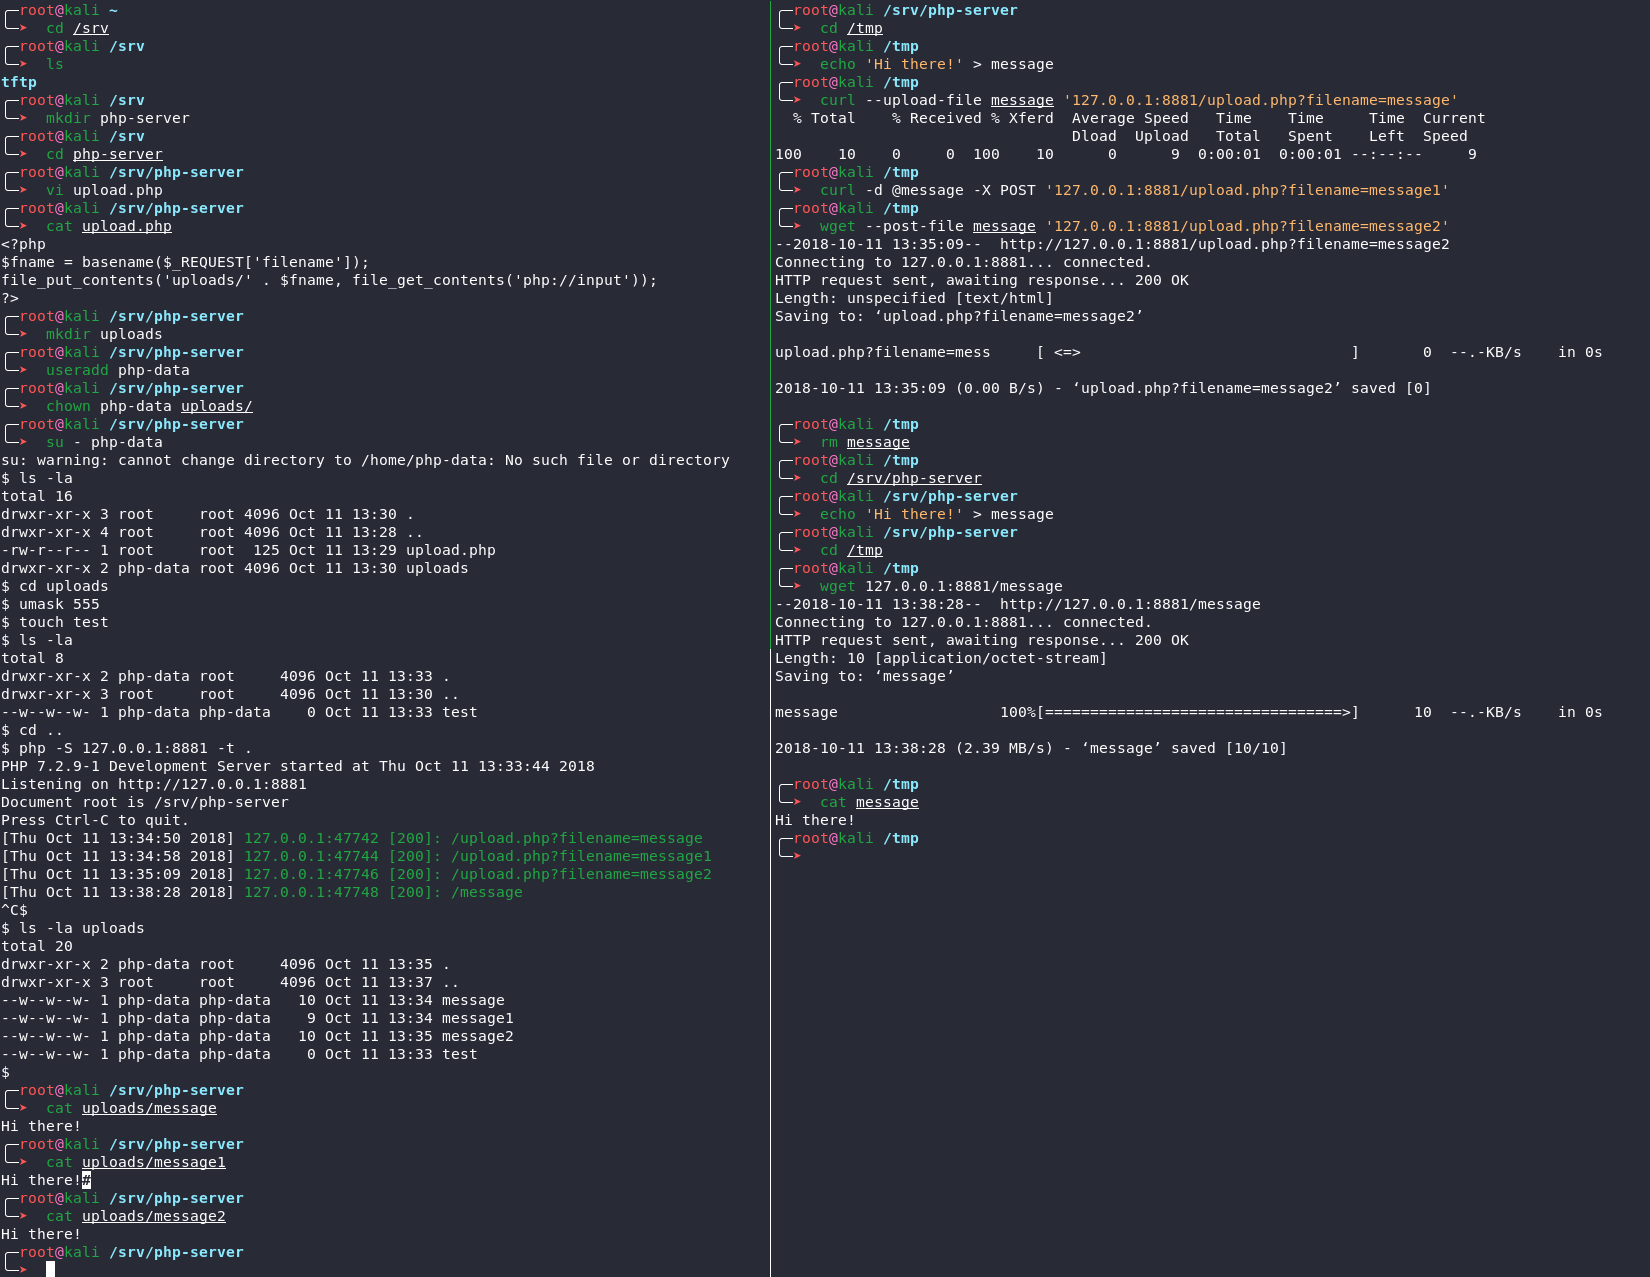 root@kali ~
cd /srv
root@kali /srv
ls
tftp
root@kali /srv
mkdir php-server
root@kali /srv
cd php-server
root@kali /srv/php-server
vi upload.php
root@kali /srv/php-server
cat upload.php
<?php
$fname = basename($_REQUEST['filename']);
file_put_contents('uploads/' . $fname, file_get_contents('php://input'));
?>
root@kali /srv/php-server
mkdir uploads
root@kali /srv/php-server
useradd php-data
root@kali /srv/php-server
chown php-data uploads/
root@kali /srv/php-server
su - php-data
su: warning: cannot change directory to /home/php-data: No such file or directory
$ ls -la
total 16
drwxr-xr-x 3 root     root 4096 Oct 11 13:30 .
drwxr-xr-x 4 root     root 4096 Oct 11 13:28 ..
-rw-r--r-- 1 root     root  125 Oct 11 13:29 upload.php
drwxr-xr-x 2 php-data root 4096 Oct 11 13:30 uploads
$ cd uploads
$ umask 555
$ touch test
$ ls -la
total 8
drwxr-xr-x 2 php-data root     4096 Oct 11 13:33 .
drwxr-xr-x 3 root     root     4096 Oct 11 13:30 ..
--w--w--w- 1 php-data php-data    0 Oct 11 13:33 test
$ cd ..
$ php -S 127.0.0.1:8881 -t .
PHP 7.2.9-1 Development Server started at Thu Oct 11 13:33:44 2018
Listening on http://127.0.0.1:8881
Document root is /srv/php-server
Press Ctrl-C to quit.
[Thu Oct 11 13:34:50 2018] 127.0.0.1:47742 [200]: /upload.php?filename=message
[Thu Oct 11 13:34:58 2018] 127.0.0.1:47744 [200]: /upload.php?filename=message1
[Thu Oct 11 13:35:09 2018] 127.0.0.1:47746 [200]: /upload.php?filename=message2
[Thu Oct 11 13:38:28 2018] 127.0.0.1:47748 [200]: /message
^C$
$ ls -la uploads
total 20
drwxr-xr-x 2 php-data root     4096 Oct 11 13:35 .
drwxr-xr-x 3 root     root     4096 Oct 11 13:37 ..
--w--w--w- 1 php-data php-data   10 Oct 11 13:34 message
--w--w--w- 1 php-data php-data    9 Oct 11 13:34 message1
--w--w--w- 1 php-data php-data   10 Oct 11 13:35 message2
--w--w--w- 1 php-data php-data    0 Oct 11 13:33 test
$
root@kali /srv/php-server
cat uploads/message
Hi there!
root@kali /srv/php-server
cat uploads/message1
Hi there!#
root@kali /srv/php-server
cat uploads/message2
Hi there!
root@kali /srv/php-server
root@kali /srv/php-server
cd /tmp
root@kali /tmp
echo 'Hi there!' > message
root@kali /tmp
curl --upload-file message '127.0.0.1:8881/upload.php?filename=message'
% Total    % Received % Xferd  Average Speed   Time    Time     Time  Current
Dload  Upload   Total   Spent    Left  Speed
100    10    0     0  100    10      0      9  0:00:01  0:00:01 --:--:--     9
root@kali /tmp
curl -d @message -X POST '127.0.0.1:8881/upload.php?filename=message1'
root@kali /tmp
wget --post-file message '127.0.0.1:8881/upload.php?filename=message2'
--2018-10-11 13:35:09--  http://127.0.0.1:8881/upload.php?filename=message2
Connecting to 127.0.0.1:8881... connected.
HTTP request sent, awaiting response... 200 OK
Length: unspecified [text/html]
Saving to: ‘upload.php?filename=message2’
upload.php?filename=mess     [ <=>                              ]       0  --.-KB/s    in 0s
2018-10-11 13:35:09 (0.00 B/s) - ‘upload.php?filename=message2’ saved [0]
root@kali /tmp
rm message
root@kali /tmp
cd /srv/php-server
root@kali /srv/php-server
echo 'Hi there!' > message
root@kali /srv/php-server
cd /tmp
root@kali /tmp
wget 127.0.0.1:8881/message
--2018-10-11 13:38:28--  http://127.0.0.1:8881/message
Connecting to 127.0.0.1:8881... connected.
HTTP request sent, awaiting response... 200 OK
Length: 10 [application/octet-stream]
Saving to: ‘message’
message                  100%[=================================>]      10  --.-KB/s    in 0s
2018-10-11 13:38:28 (2.39 MB/s) - ‘message’ saved [10/10]
root@kali /tmp
cat message
Hi there!
root@kali /tmp